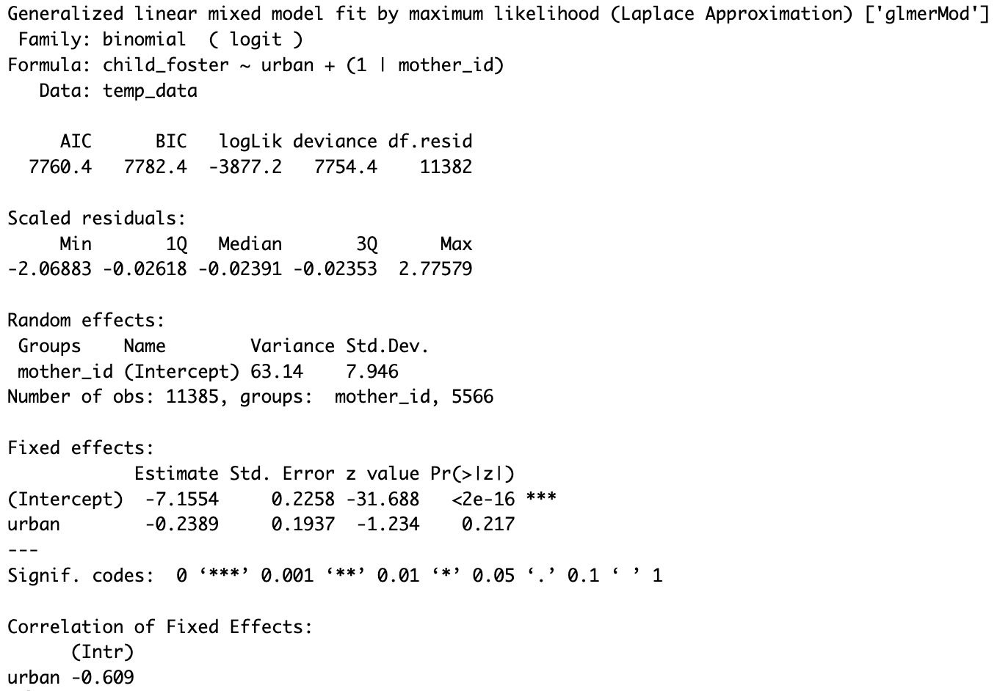 Generalized linear mixed model fit by maximum likelihood (Laplace Approximation) ['glmerMod']
 Family: binomial  ( logit )
Formula: child_foster ~ urban + (1 | mother_id)
   Data: temp_data

     AIC      BIC   logLik deviance df.resid
  7760.4   7782.4  -3877.2   7754.4    11382

Scaled residuals:
     Min       1Q   Median       3Q      Max
-2.06883 -0.02618 -0.02391 -0.02353  2.77579

Random effects:
 Groups    Name        Variance Std.Dev.
 mother_id (Intercept) 63.14    7.946
Number of obs: 11385, groups:  mother_id, 5566

Fixed effects:
            Estimate Std. Error z value Pr(>|z|)
(Intercept)  -7.1554     0.2258 -31.688   <2e-16 ***
urban        -0.2389     0.1937  -1.234    0.217
---
Signif. codes:  0 ‘***’ 0.001 ‘**’ 0.01 ‘*’ 0.05 ‘.’ 0.1 ‘ ’ 1

Correlation of Fixed Effects:
      (Intr)
urban -0.609